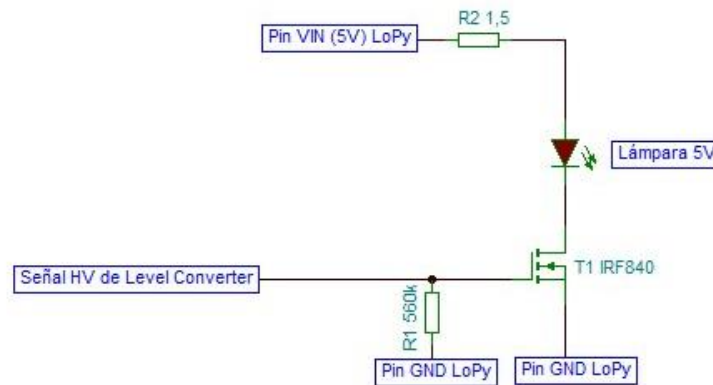 R2 1,5
Pin VIN (5V) LoPy
Lámpara 5V
Señal HV de Level Converter
T1 IRF840
R1 560k
Pin GND LoPy
Pin GND LoPy